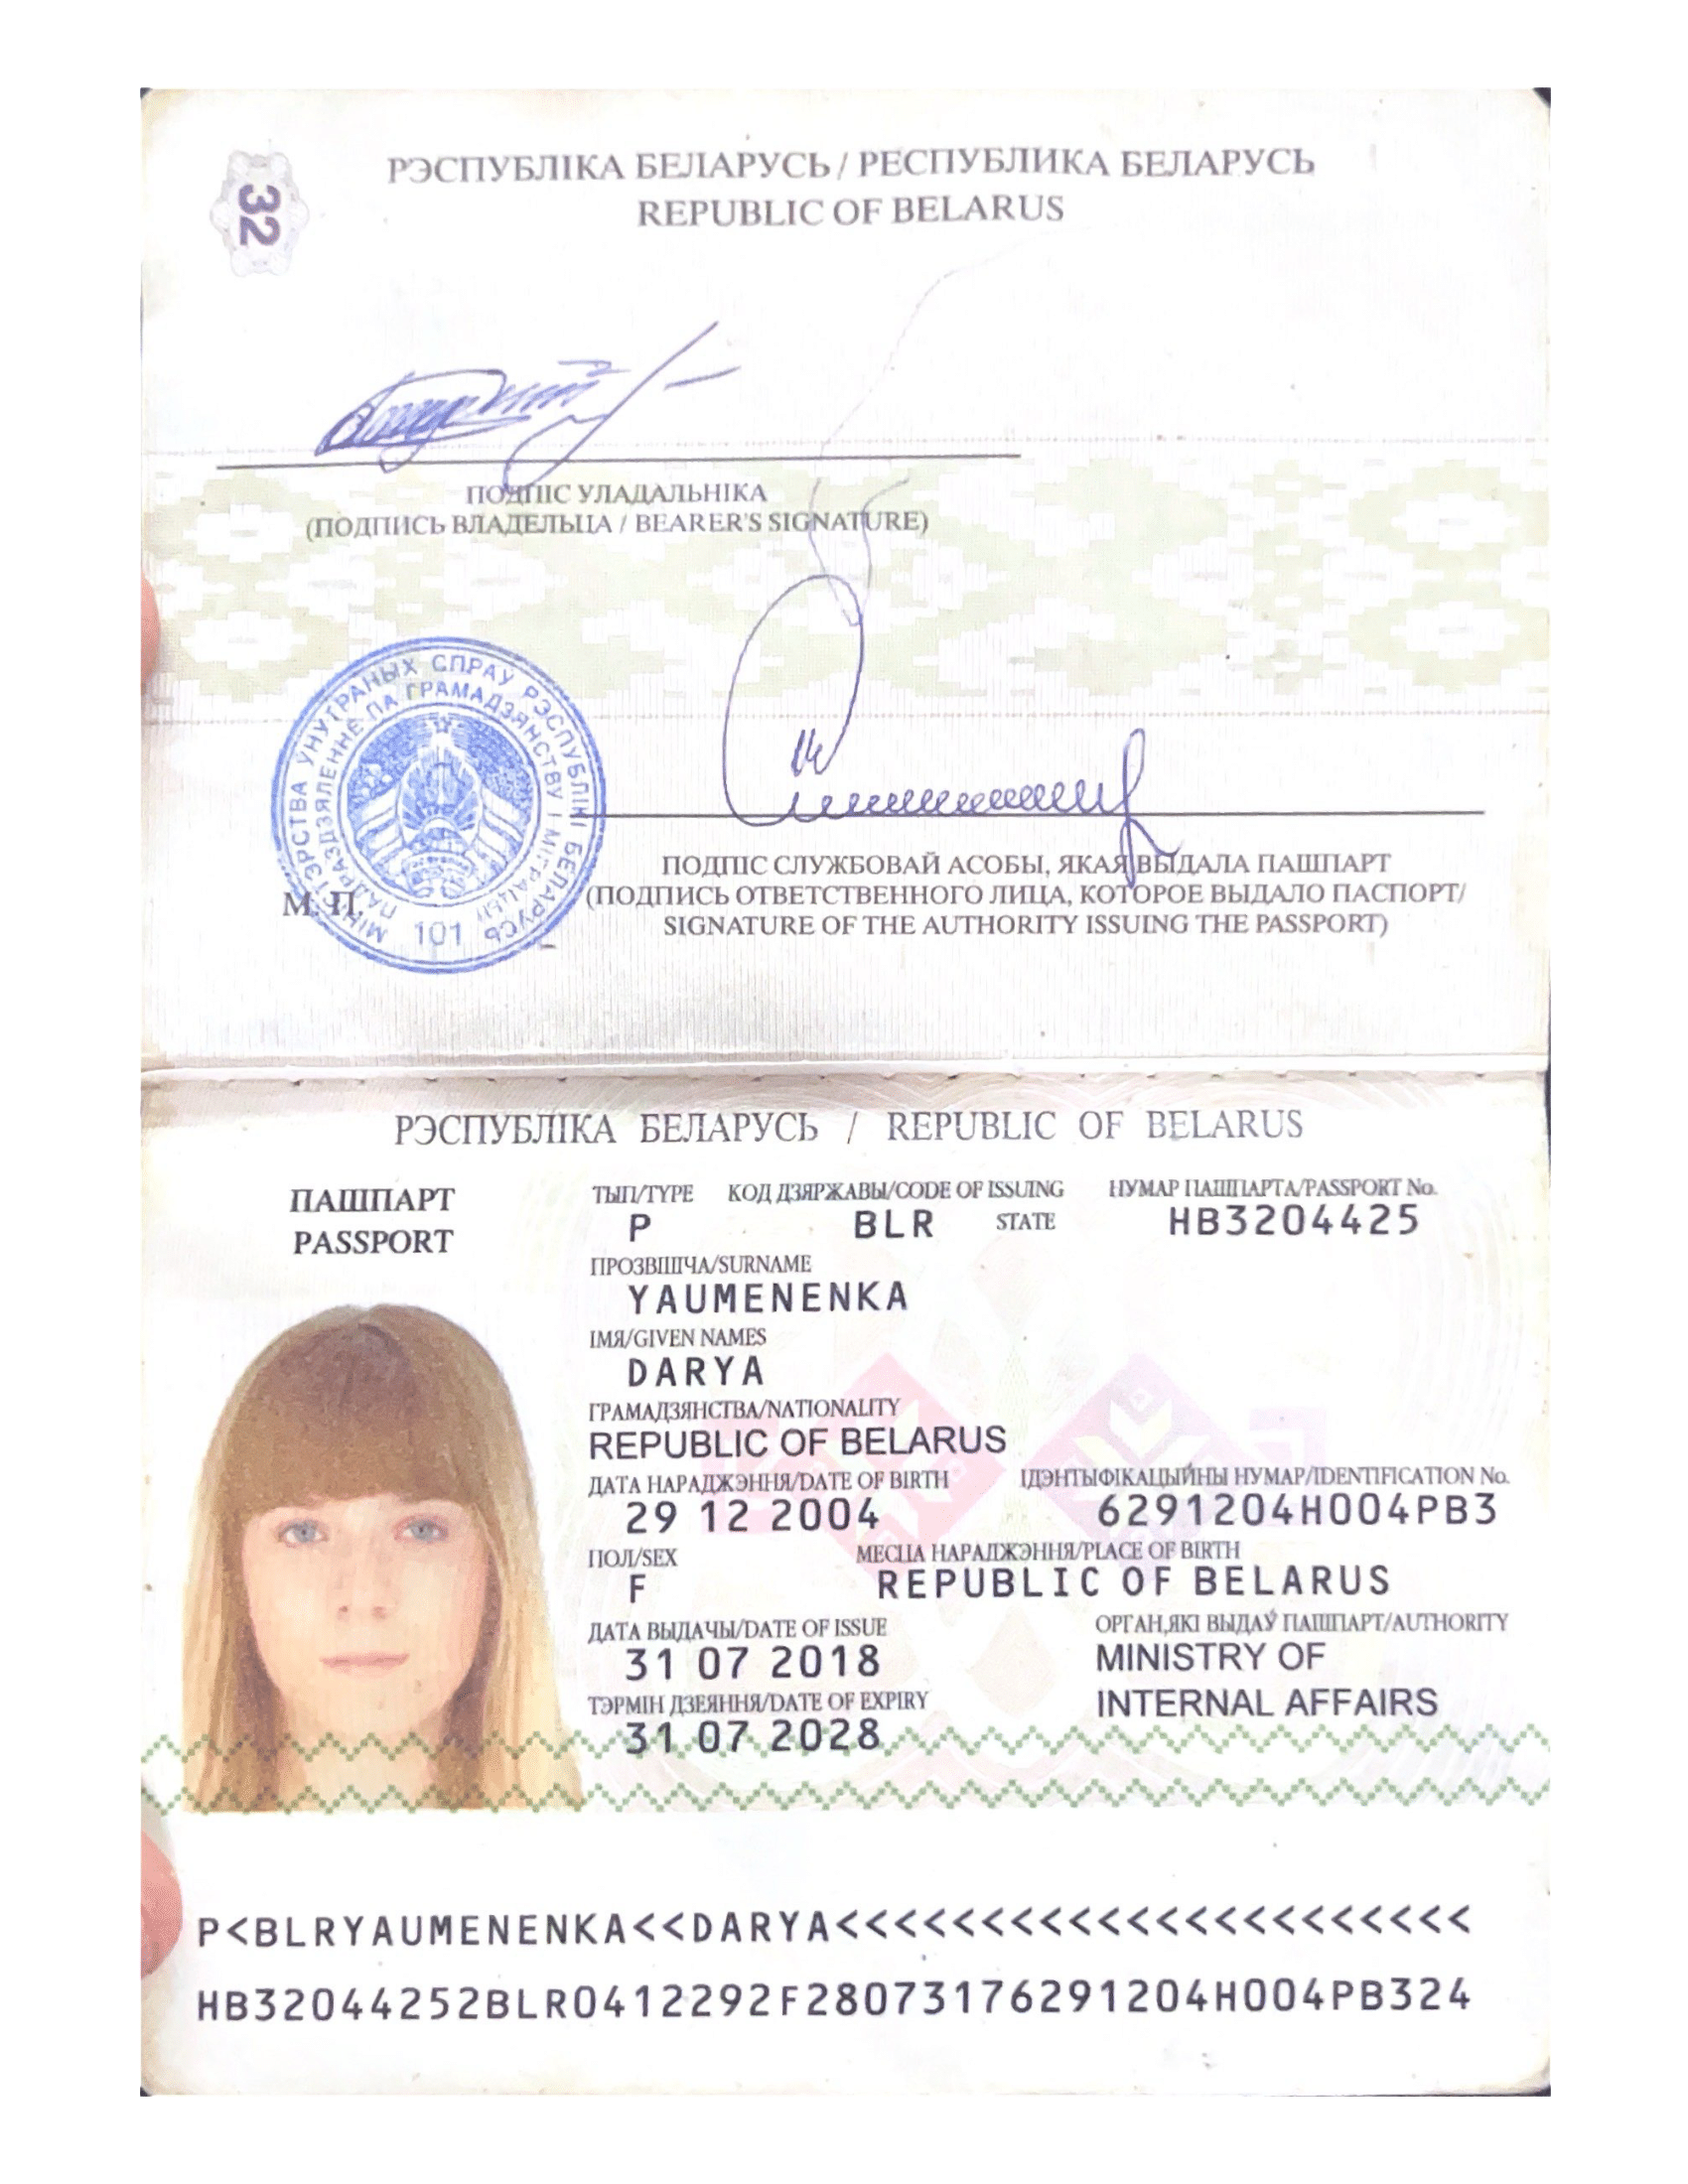 32
РЭСПУБЛІКА БЕЛАРУСЬ / РЕСПУБЛИКА БЕЛАРУСЬ
REPUBLIC OF BELARUS
ПОДПІС УЛАДАЛЬНІКА
(ПОДПИСЬ ВЛАДЕЛЬЦА / BEARER'S SIGNATURE)
МІНІСТЭРСТВА УНУТРАНЫХ СПРАЎ РЭСПУБЛІКІ БЕЛАРУСЬ
ПАДРАЗДЗЯЛЕННЕ ПА ГРАМАДЗЯНСТВУ І МІГРАЦЫІ
101
М. П.
ПОДПІС СЛУЖБОВАЙ АСОБЫ, ЯКАЯ ВЫДАЛА ПАШПАРТ
(ПОДПИСЬ ОТВЕТСТВЕННОГО ЛИЦА, КОТОРОЕ ВЫДАЛО ПАСПОРТ/
SIGNATURE OF THE AUTHORITY ISSUING THE PASSPORT)
РЭСПУБЛІКА БЕЛАРУСЬ / REPUBLIC OF BELARUS
ПАШПАРТ
PASSPORT
ТЫП/TYPE КОД ДЗЯРЖАВЫ/CODE OF ISSUING STATE НУМАР ПАШПАРТА/PASSPORT No.
P BLR HB3204425
ПРОЗВІШЧА/SURNAME
YAUMENENKA
ІМЯ/GIVEN NAMES
DARYA
ГРАМАДЗЯНСТВА/NATIONALITY
REPUBLIC OF BELARUS
ДАТА НАРАДЖЭННЯ/DATE OF BIRTH ІДЭНТЫФІКАЦЫЙНЫ НУМАР/IDENTIFICATION No.
29 12 2004 6291204H004PB3
ПОЛ/SEX МЕСЦА НАРАДЖЭННЯ/PLACE OF BIRTH
F REPUBLIC OF BELARUS
ДАТА ВЫДАЧЫ/DATE OF ISSUE ОРГАН,ЯКІ ВЫДАЎ ПАШПАРТ/AUTHORITY
31 07 2018 MINISTRY OF
ТЭРМІН ДЗЕЯННЯ/DATE OF EXPIRY INTERNAL AFFAIRS
31 07 2028
P<BLRYAUMENENKA<<DARYA<<<<<<<<<<<<<<<<<<<<<<
HB32044252BLR0412292F28073176291204H004PB324